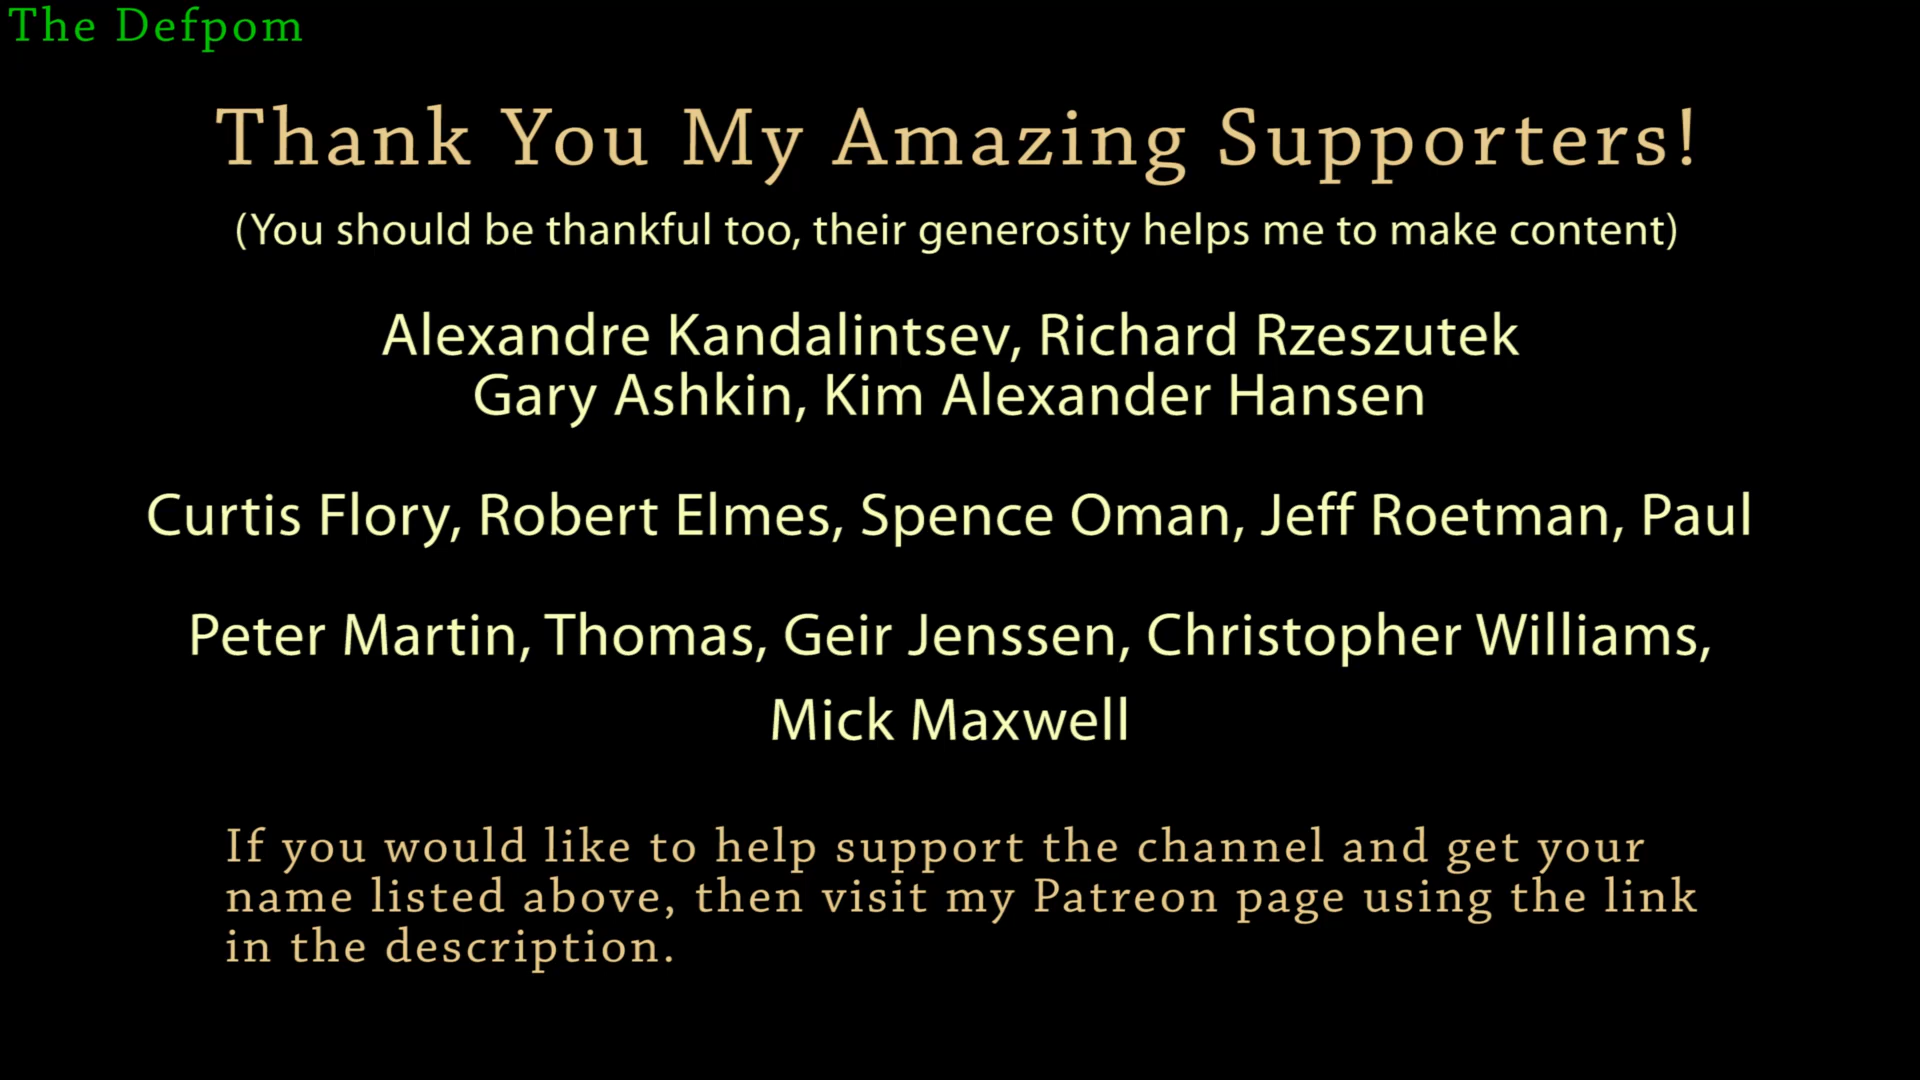 The Defpom
Thank You My Amazing Supporters!
(You should be thankful too, their generosity helps me to make content)
Alexandre Kandalintsev, Richard Rzeszutek
Gary Ashkin, Kim Alexander Hansen
Curtis Flory, Robert Elmes, Spence Oman, Jeff Roetman, Paul
Peter Martin, Thomas, Geir Jenssen, Christopher Williams,
Mick Maxwell
If you would like to help support the channel and get your
name listed above, then visit my Patreon page using the link
in the description.